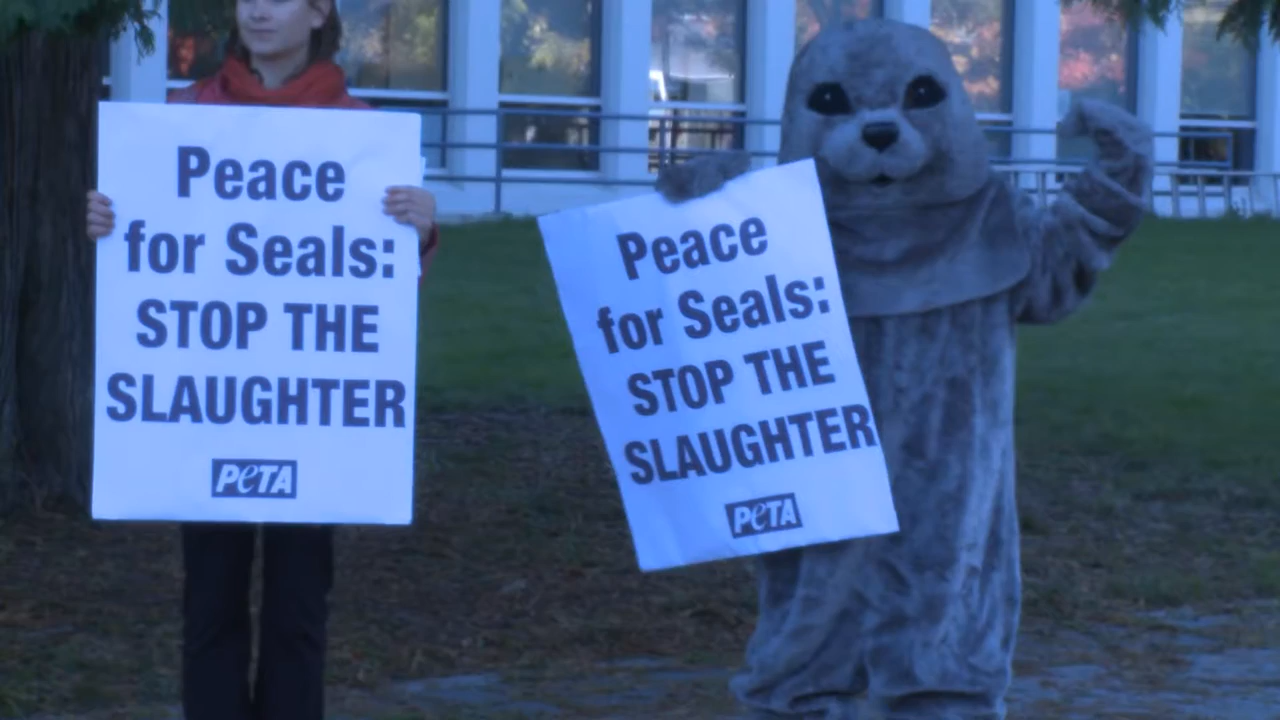 Peace
for Seals:
STOP THE
SLAUGHTER
PeTA
Peace
for Seals:
STOP THE
SLAUGHTER
PeTA